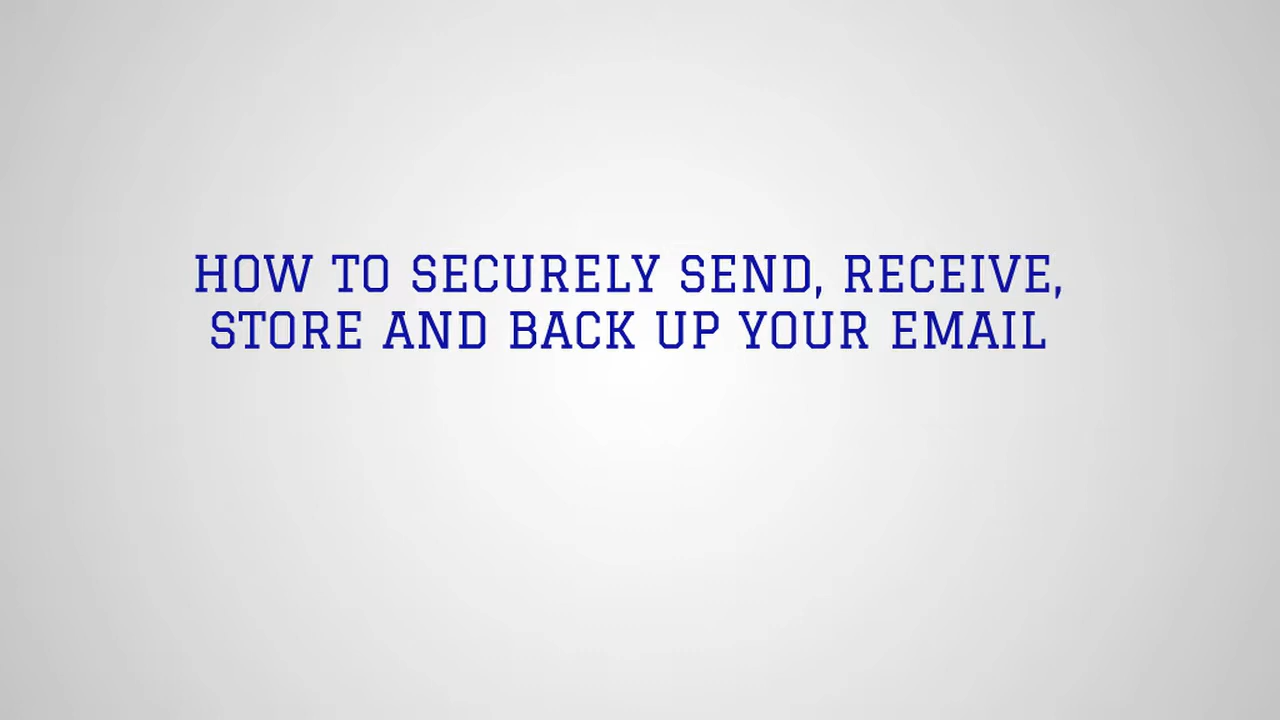 HOW TO SECURELY SEND, RECEIVE,
STORE AND BACK UP YOUR EMAIL